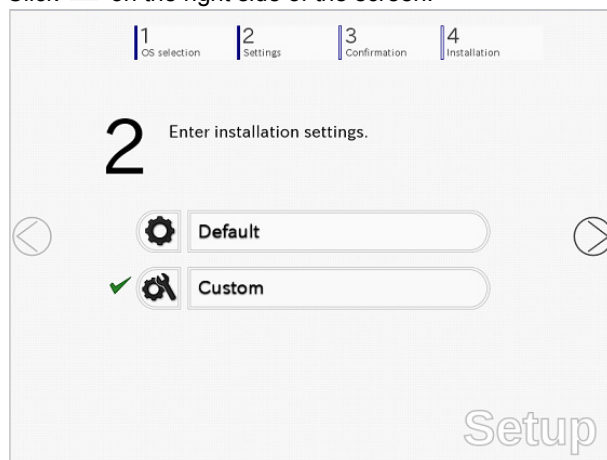 on the right side of the screen.
1
OS selection
2
Settings
3
Confirmation
4
Installation
2
Enter installation settings.
Default
Custom
Setup